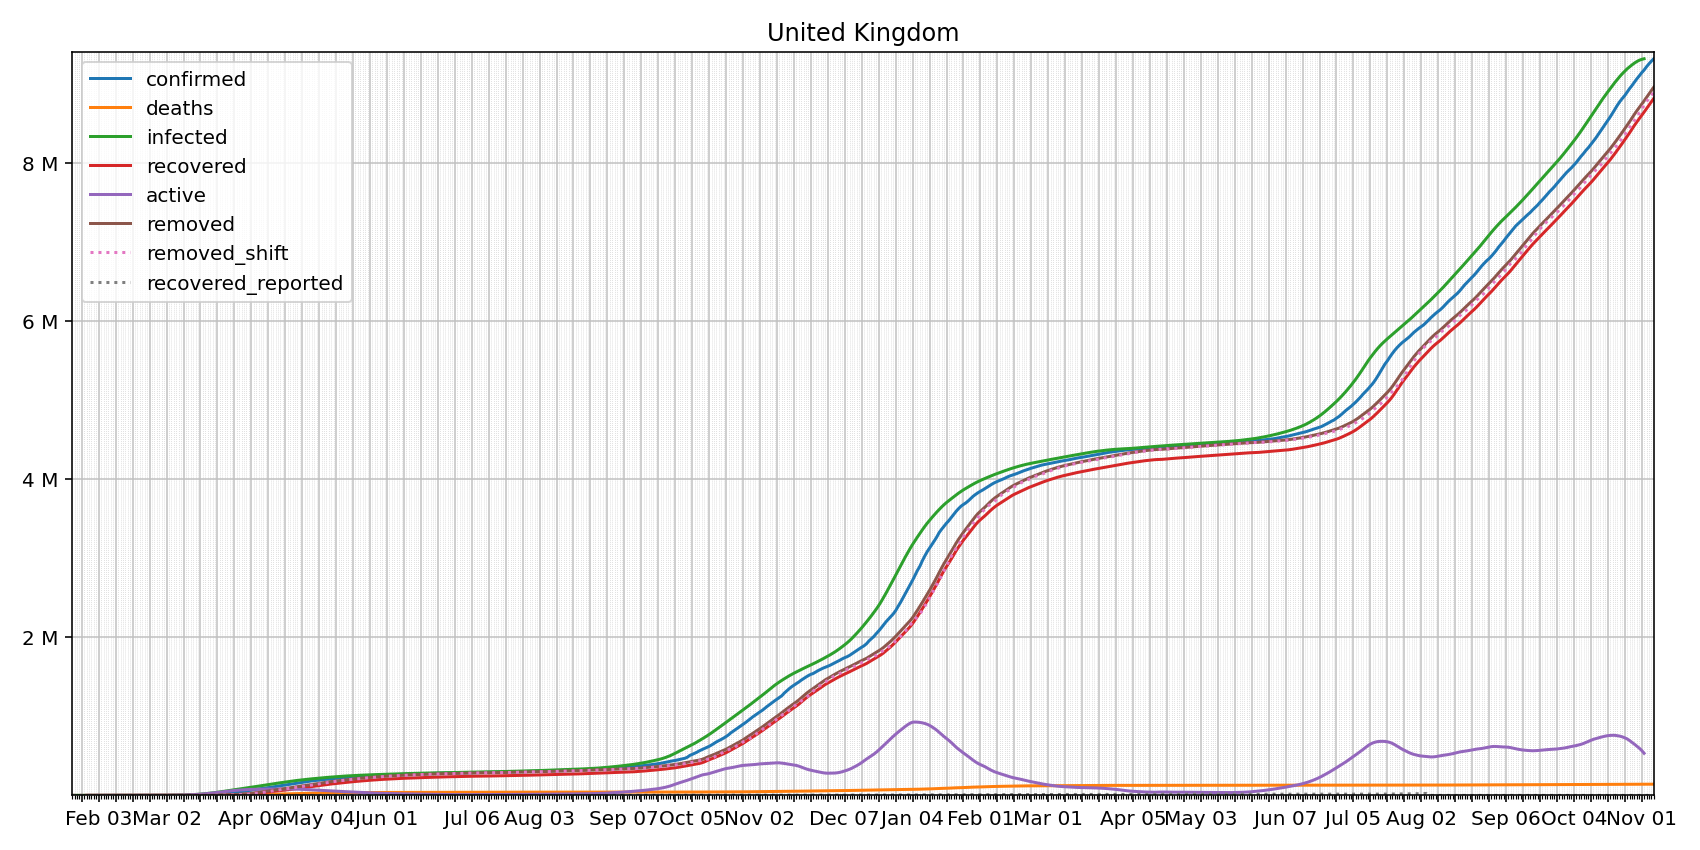 United Kingdom
confirmed
deaths
infected
recovered
active
removed
removed_shift
recovered_reported
8 M
6 M
4 M
2 M
Feb 03 Mar 02 Apr 06 May 04 Jun 01 Jul 06 Aug 03 Sep 07 Oct 05 Nov 02 Dec 07 Jan 04 Feb 01 Mar 01 Apr 05 May 03 Jun 07 Jul 05 Aug 02 Sep 06 Oct 04 Nov 01